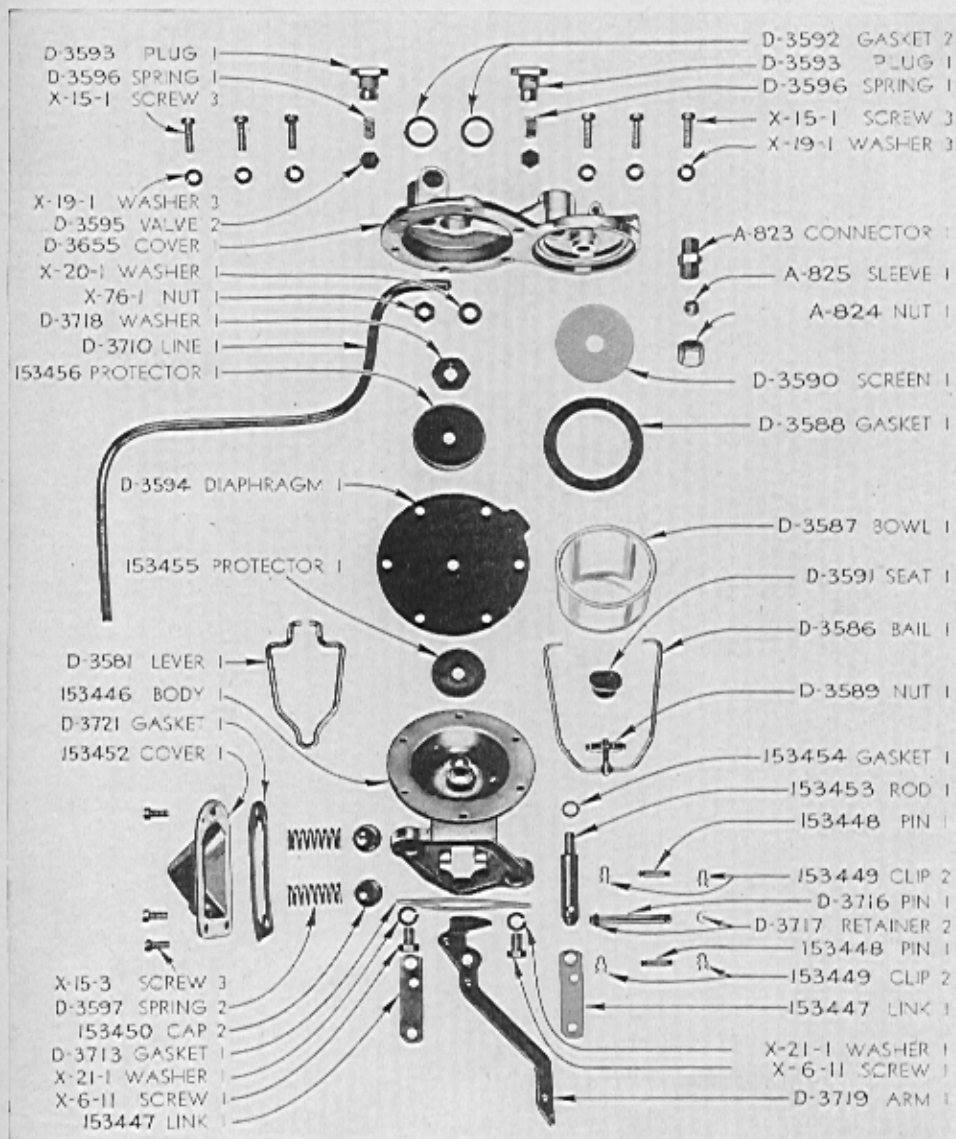 D-3593 PLUG 1
D-3596 SPRING 1
X-15-1 SCREW 3
X-19-1 WASHER 3
D-3595 VALVE 2
D-3655 COVER 1
X-20-1 WASHER 1
X-76-1 NUT 1
D-3718 WASHER 1
D-3710 LINE 1
153456 PROTECTOR 1
D-3594 DIAPHRAGM 1
153455 PROTECTOR 1
D-3581 LEVER 1
153446 BODY 1
D-3721 GASKET 1
153452 COVER 1
X-15-3 SCREW 3
D-3597 SPRING 2
153450 CAP 2
D-3713 GASKET 1
X-21-1 WASHER 1
X-6-11 SCREW 1
153447 LINK 1
D-3592 GASKET 2
D-3593 PLUG 1
D-3596 SPRING 1
X-15-1 SCREW 3
X-19-1 WASHER 3
A-823 CONNECTOR 1
A-825 SLEEVE 1
A-824 NUT 1
D-3590 SCREEN 1
D-3588 GASKET 1
D-3587 BOWL 1
D-3591 SEAT 1
D-3586 BAIL 1
D-3589 NUT 1
153454 GASKET 1
153453 ROD 1
153448 PIN 1
153449 CLIP 2
D-3716 PIN 1
D-3717 RETAINER 2
153448 PIN 1
153449 CLIP 2
153447 LINK 1
X-21-1 WASHER 1
X-6-11 SCREW 1
D-3719 ARM 1